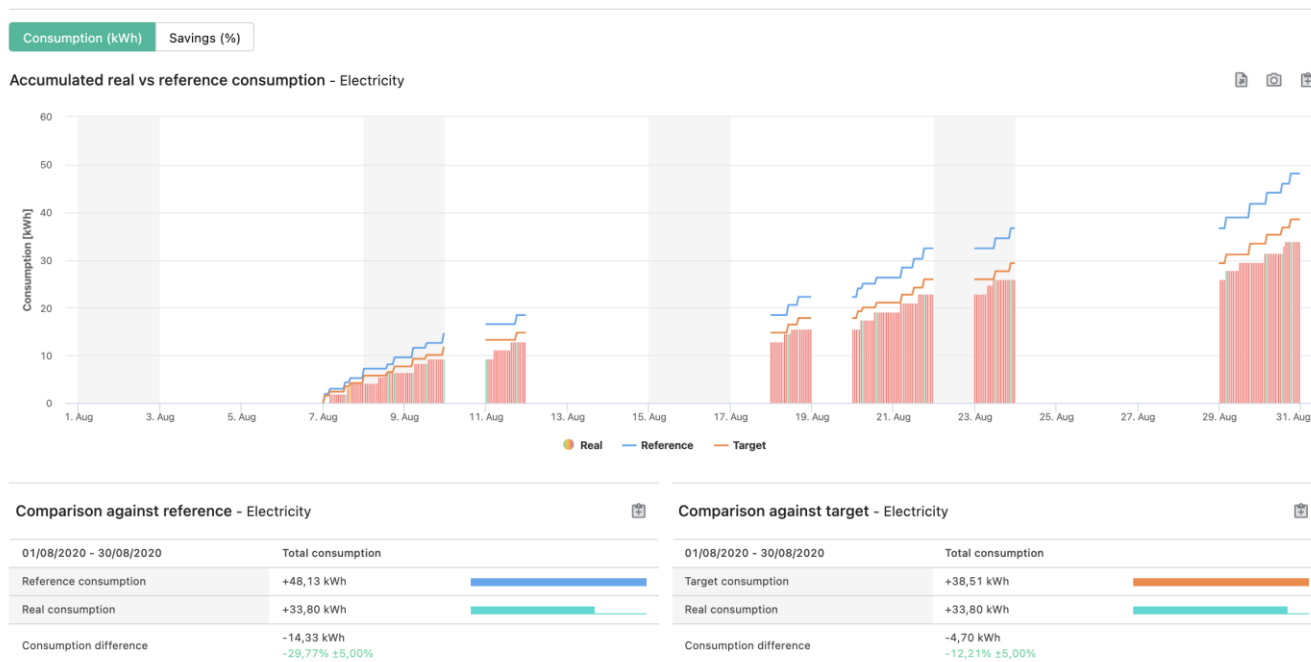 Consumption (kWh) Savings (%)
Accumulated real vs reference consumption - Electricity
60
50
40
30
20
10
0
Consumption [kWh]
1. Aug 3. Aug 5. Aug 7. Aug 9. Aug 11. Aug 13. Aug 15. Aug 17. Aug 19. Aug 21. Aug 23. Aug 25. Aug 27. Aug 29. Aug 31. Aug
Real Reference Target
Comparison against reference - Electricity
01/08/2020 - 30/08/2020 Total consumption
Reference consumption +48,13 kWh
Real consumption +33,80 kWh
Consumption difference -14,33 kWh
-29,77% ±5,00%
Comparison against target - Electricity
01/08/2020 - 30/08/2020 Total consumption
Target consumption +38,51 kWh
Real consumption +33,80 kWh
Consumption difference -4,70 kWh
-12,21% ±5,00%